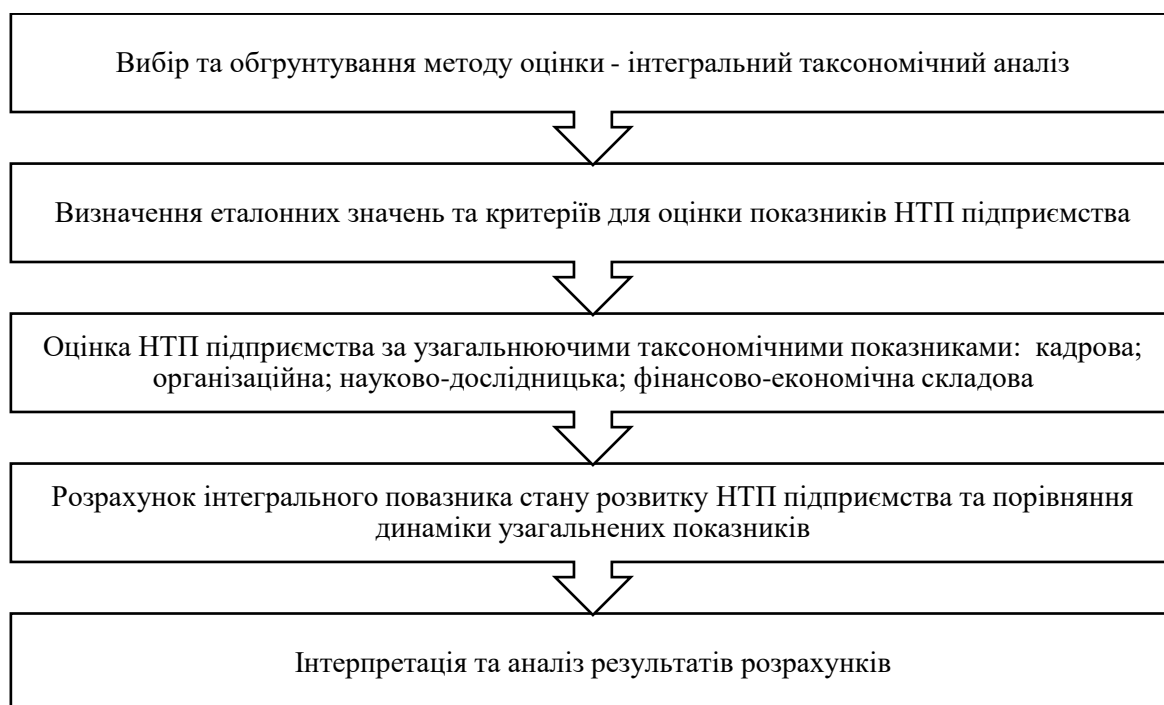 Вибір та обгрунтування методу оцінки - інтегральний таксономічний аналіз
Визначення еталонних значень та критеріїв для оцінки показників НТП підприємства
Оцінка НТП підприємства за узагальнюючими таксономічними показниками: кадрова;
організаційна; науково-дослідницька; фінансово-економічна складова
Розрахунок інтегрального повазника стану розвитку НТП підприємства та порівняння
динаміки узагальнених показників
Інтерпретація та аналіз результатів розрахунків